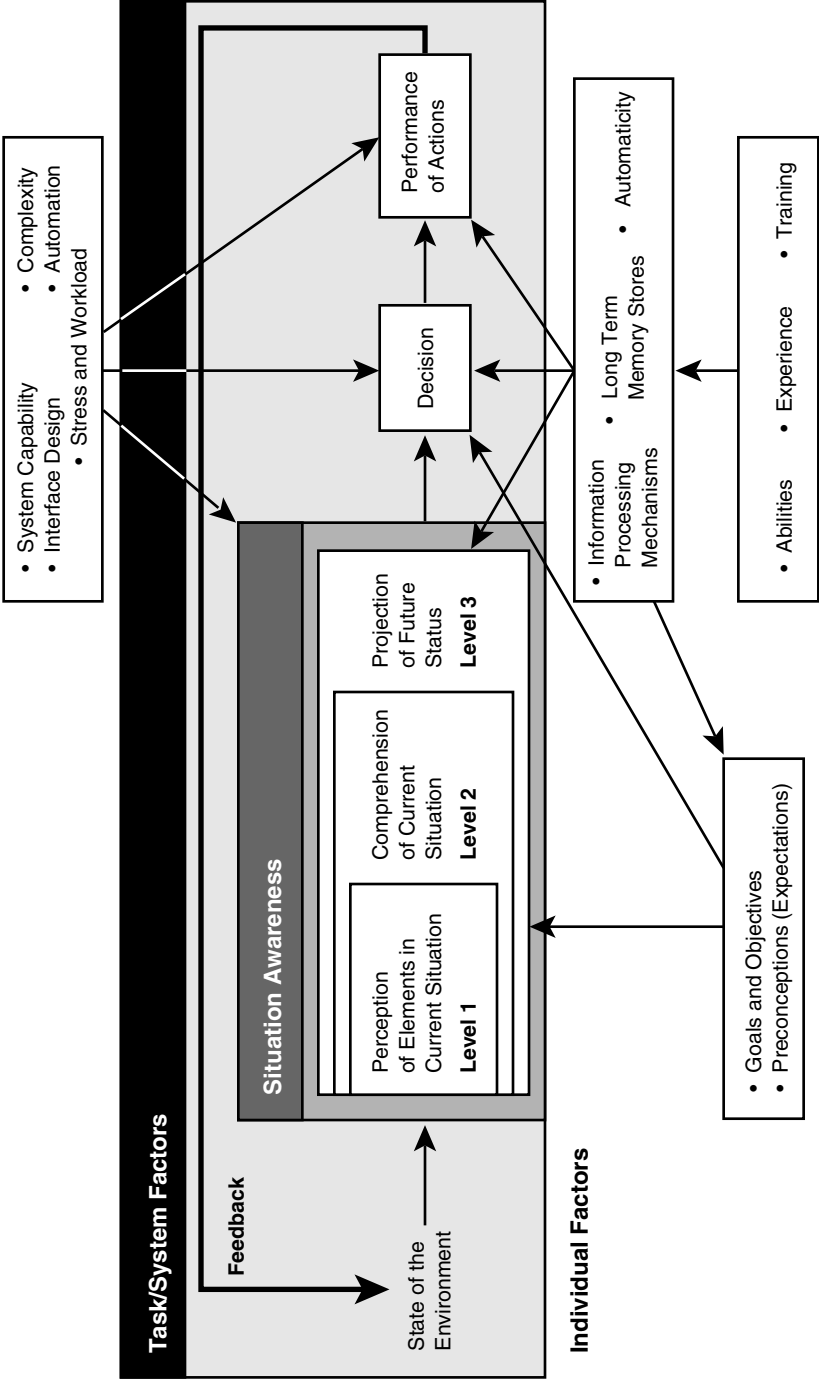 • System Capability
• Interface Design
• Complexity
• Automation
• Stress and Workload
Task/System Factors
Feedback
Situation Awareness
State of the
Environment
Perception
of Elements in
Current Situation
Level 1
Comprehension
of Current
Situation
Level 2
Projection
of Future
Status
Level 3
Decision
Performance
of Actions
Individual Factors
• Goals and Objectives
• Preconceptions (Expectations)
• Information
Processing
Mechanisms
• Long Term
Memory Stores
• Automaticity
• Abilities
• Experience
• Training